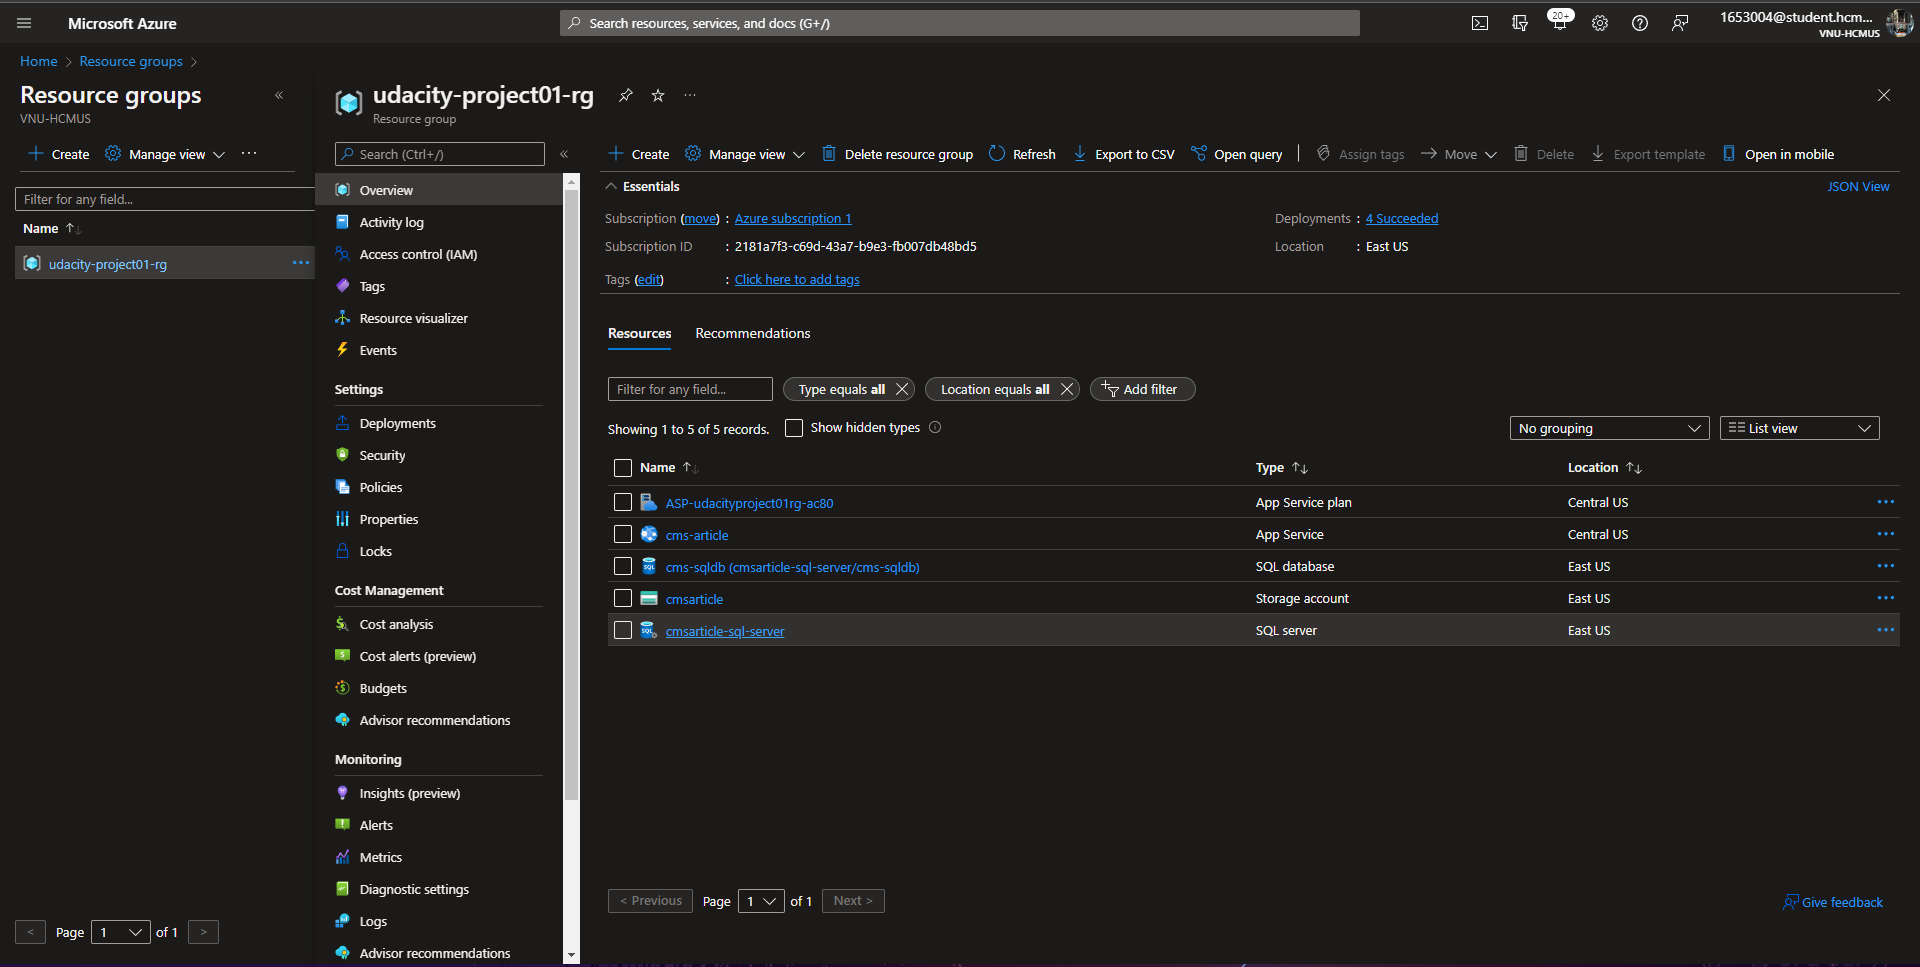 Microsoft Azure
Search resources, services, and docs (G+/)
20+
1653004@student.hcm...
VNU-HCMUS
Home > Resource groups >
Resource groups
VNU-HCMUS
Create
Manage view
Filter for any field...
Name
udacity-project01-rg
< Page 1 of 1 >
udacity-project01-rg
Resource group
Search (Ctrl+/)
Overview
Activity log
Access control (IAM)
Tags
Resource visualizer
Events
Settings
Deployments
Security
Policies
Properties
Locks
Cost Management
Cost analysis
Cost alerts (preview)
Budgets
Advisor recommendations
Monitoring
Insights (preview)
Alerts
Metrics
Diagnostic settings
Logs
Advisor recommendations
Create Manage view Delete resource group Refresh Export to CSV Open query Assign tags Move Delete Export template Open in mobile
Essentials
JSON View
Subscription (move) : Azure subscription 1
Deployments : 4 Succeeded
Subscription ID : 2181a7f3-c69d-43a7-b9e3-fb007db48bd5
Location : East US
Tags (edit) : Click here to add tags
Resources Recommendations
Filter for any field... Type equals all Location equals all Add filter
Showing 1 to 5 of 5 records. Show hidden types
No grouping List view
Name Type Location
ASP-udacityproject01rg-ac80 App Service plan Central US
cms-article App Service Central US
cms-sqldb (cmsarticle-sql-server/cms-sqldb) SQL database East US
cmsarticle Storage account East US
cmsarticle-sql-server SQL server East US
< Previous Page 1 of 1 Next >
Give feedback